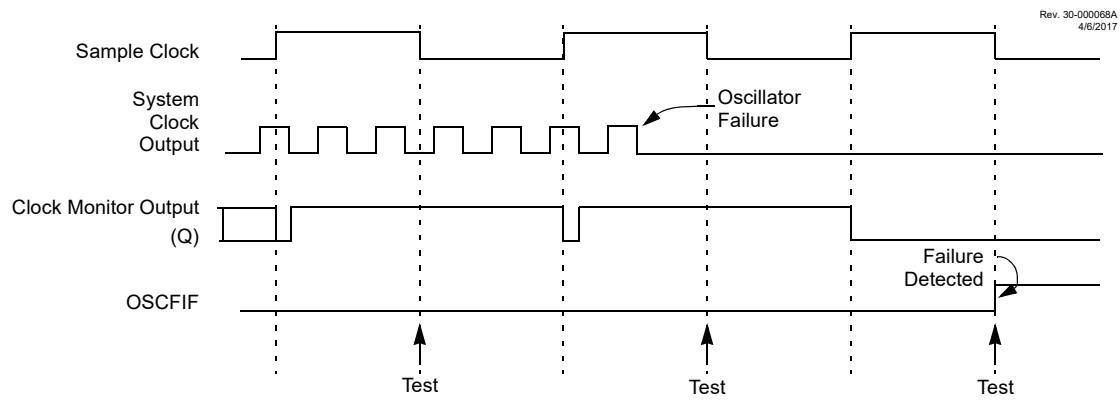 Rev. 30-000068A
4/6/2017
Sample Clock
System
Clock
Output
Oscillator
Failure
Clock Monitor Output
(Q)
Failure
Detected
OSCFIF
Test
Test
Test